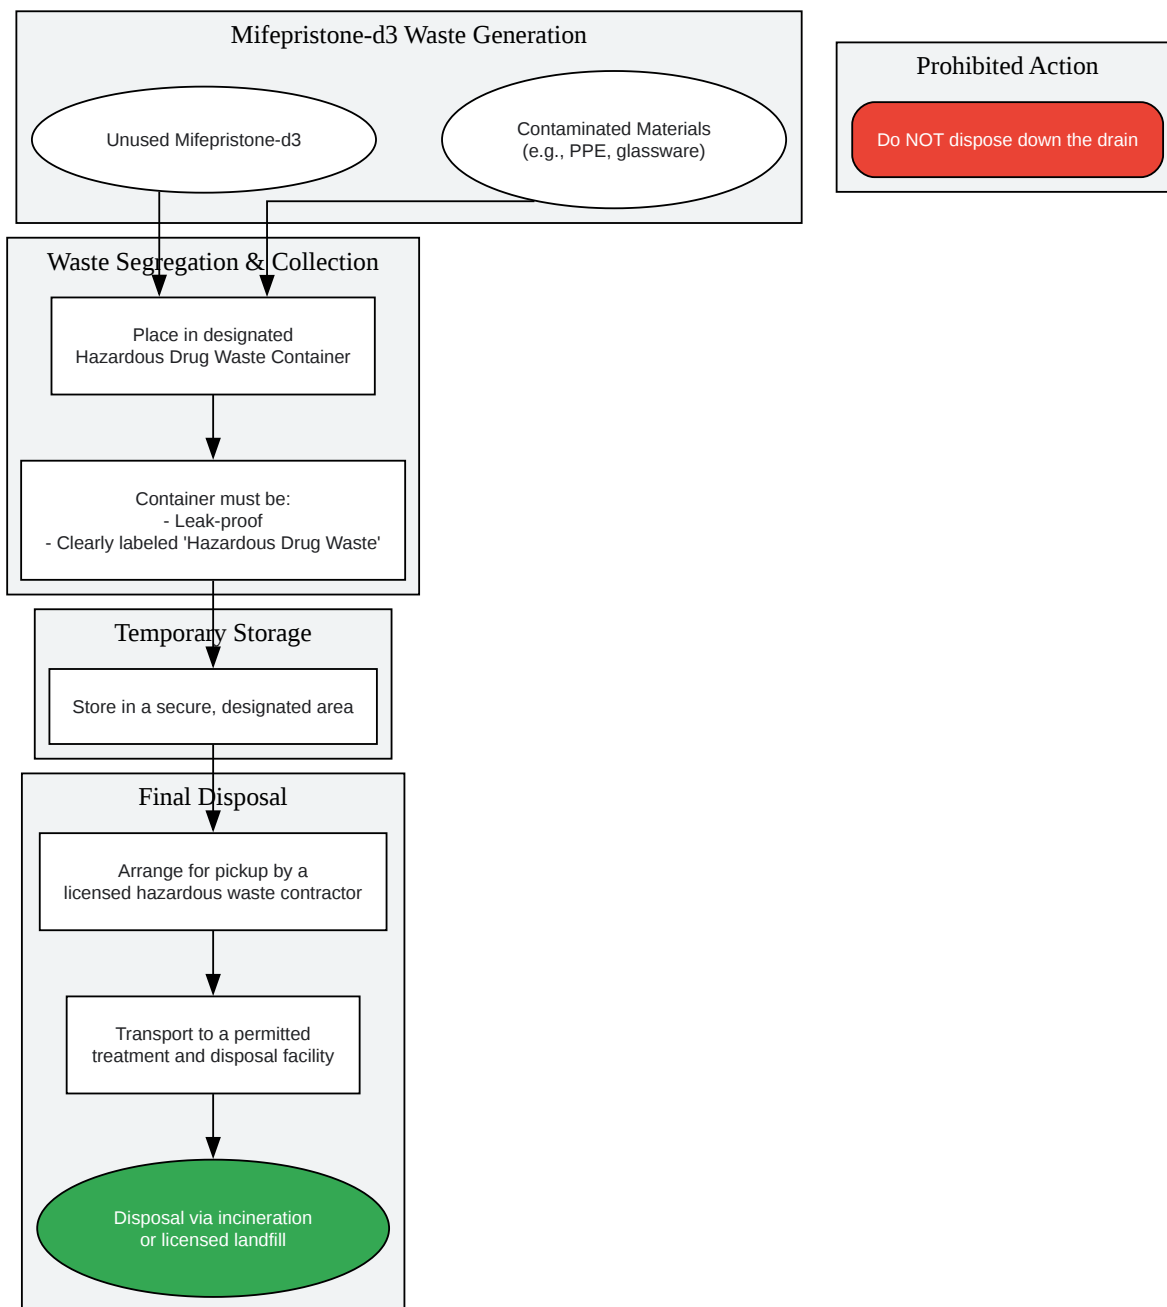 Mifepristone-d3 Waste Generation
Unused Mifepristone-d3
Contaminated Materials
(e.g., PPE, glassware)
Prohibited Action
Do NOT dispose down the drain
Waste Segregation & Collection
Place in designated
Hazardous Drug Waste Container
Container must be:
- Leak-proof
- Clearly labeled 'Hazardous Drug Waste'
Temporary Storage
Store in a secure, designated area
Final Disposal
Arrange for pickup by a
licensed hazardous waste contractor
Transport to a permitted
treatment and disposal facility
Disposal via incineration
or licensed landfill